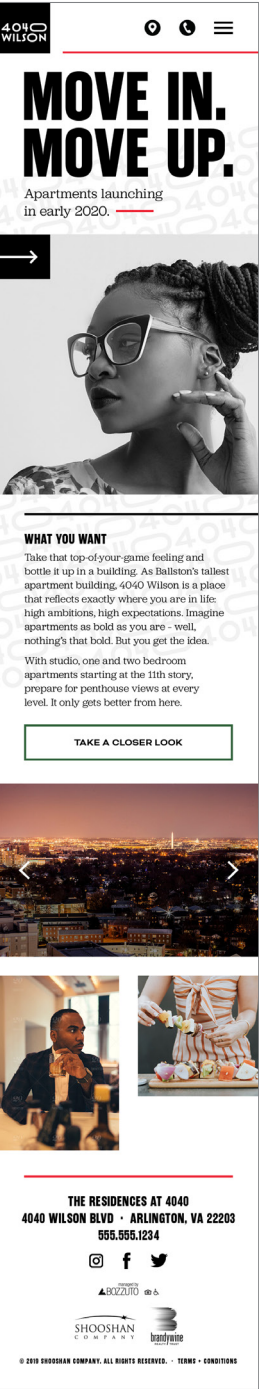 4040
WILSON
MOVE IN.
MOVE UP.
Apartments launching
in early 2020.
WHAT YOU WANT
Take that top-of-your-game feeling and
bottle it up in a building. As Ballston's tallest
apartment building, 4040 Wilson is a place
that reflects exactly where you are in life:
high ambitions, high expectations. Imagine
apartments as bold as you are – well,
nothing's that bold. But you get the idea.
With studio, one and two bedroom
apartments starting at the 11th story,
prepare for penthouse views at every
level. It only gets better from here.
TAKE A CLOSER LOOK
THE RESIDENCES AT 4040
4040 WILSON BLVD · ARLINGTON, VA 22203
555.555.1234
managed by
BOZZUTO
SHOOSHAN
COMPANY
brandywine
REALTY TRUST
© 2019 SHOOSHAN COMPANY. ALL RIGHTS RESERVED. · TERMS + CONDITIONS